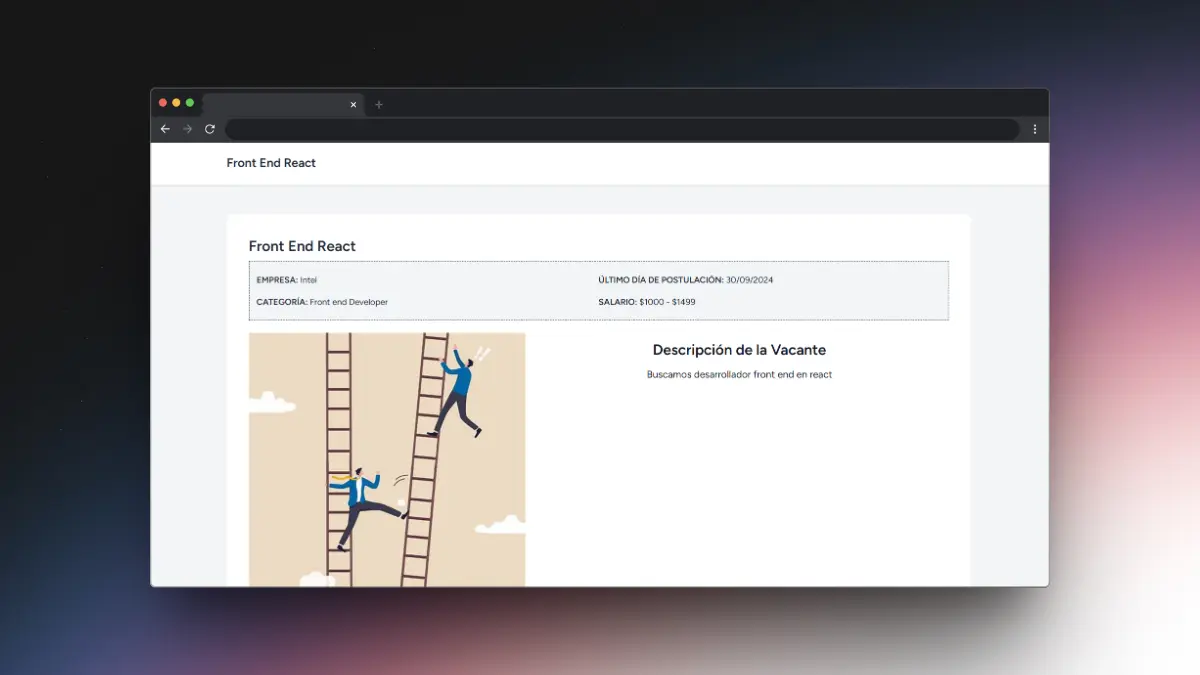 Front End React
Front End React
EMPRESA: Intel
ÚLTIMO DÍA DE POSTULACIÓN: 30/09/2024
CATEGORÍA: Front end Developer
SALARIO: $1000 - $1499
Descripción de la Vacante
Buscamos desarrollador front end en react